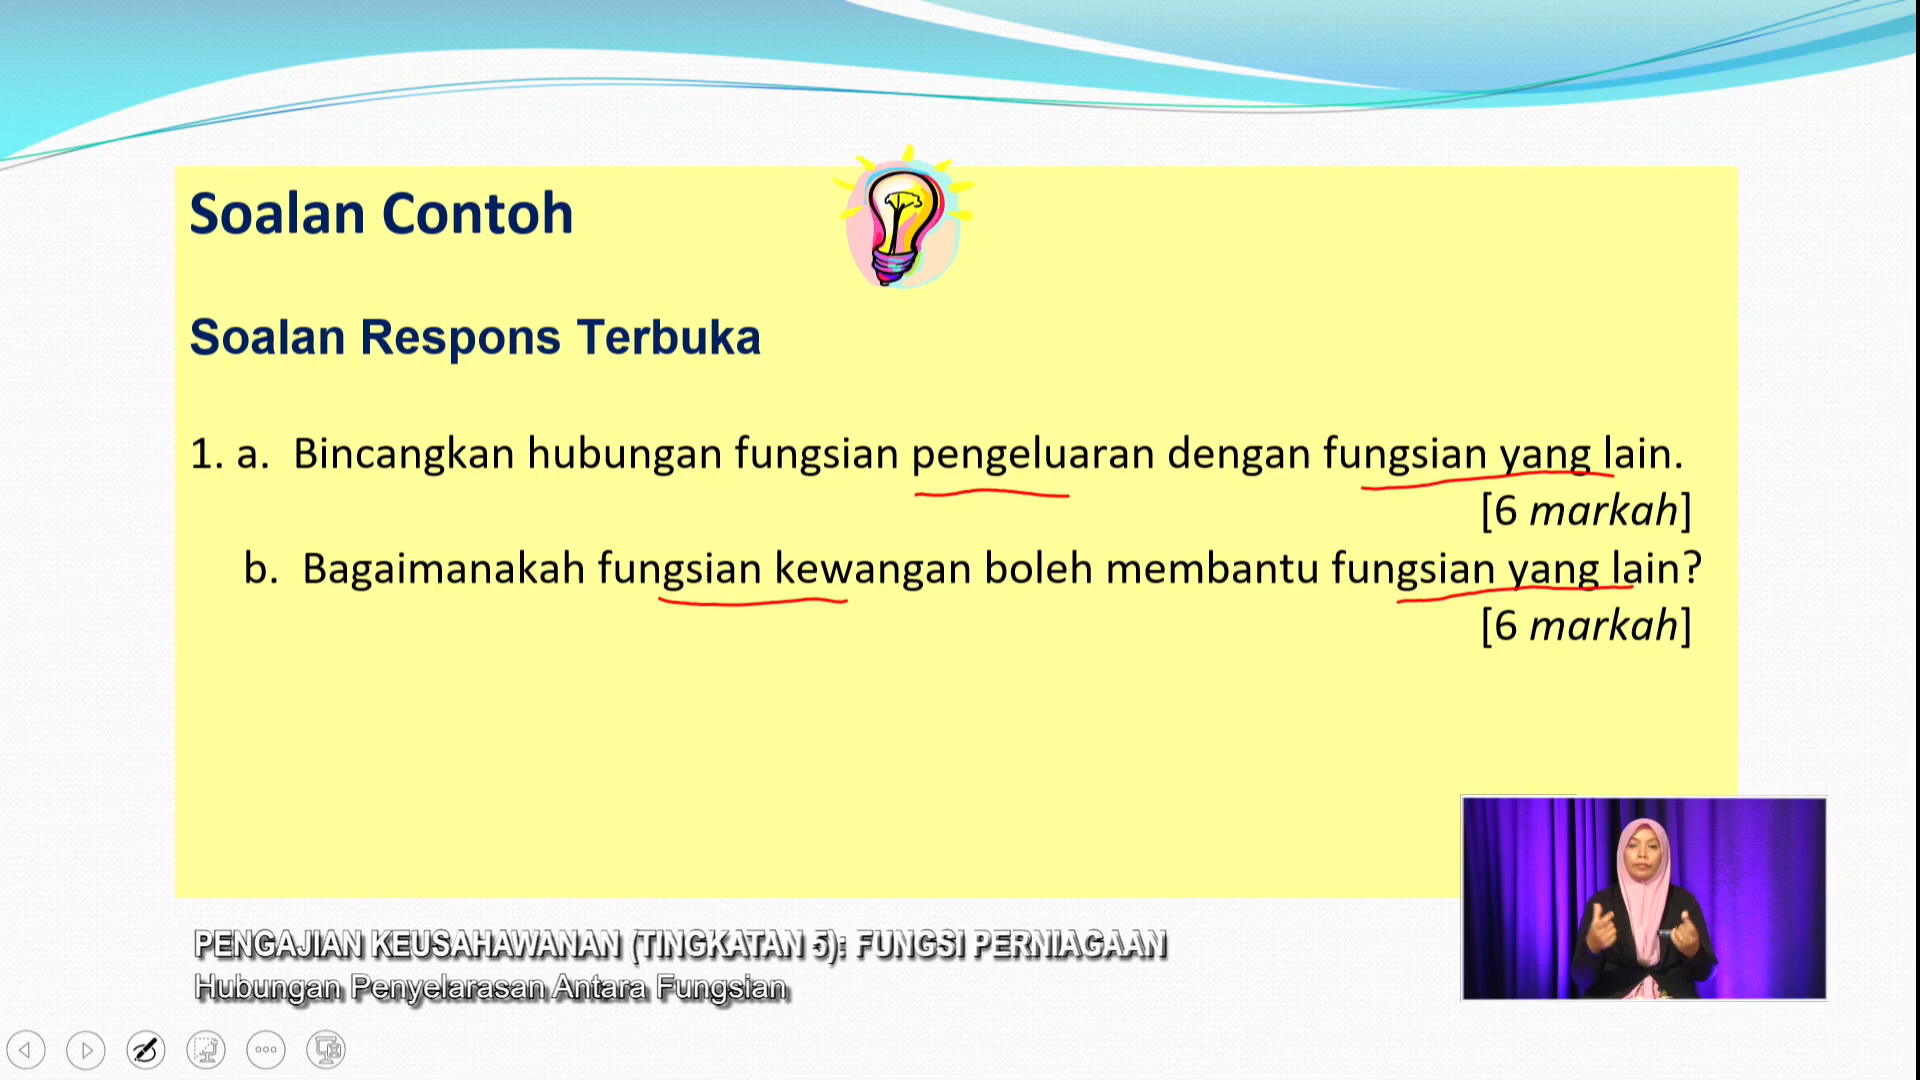 Soalan Contoh
Soalan Respons Terbuka
1. a. Bincangkan hubungan fungsian pengeluaran dengan fungsian yang lain.
[6 markah]
b. Bagaimanakah fungsian kewangan boleh membantu fungsian yang lain?
[6 markah]
PENGAJIAN KEUSAHAWANAN (TINGKATAN 5): FUNGSI PERNIAGAAN
Hubungan Penyelarasan Antara Fungsian